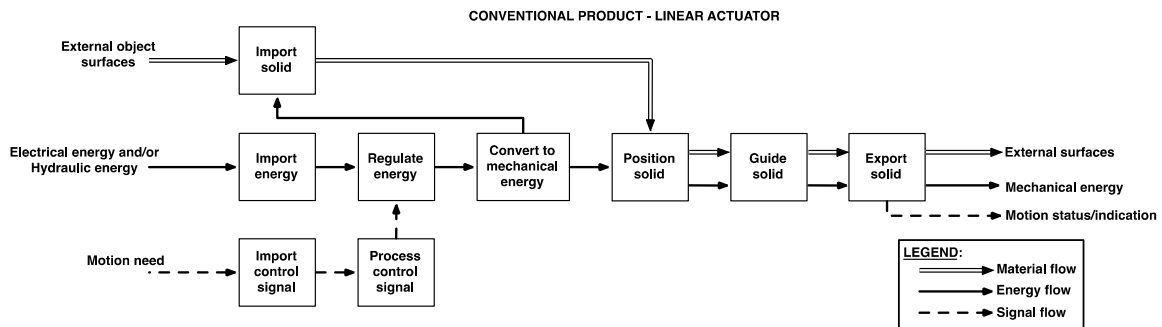 CONVENTIONAL PRODUCT - LINEAR ACTUATOR
External object
surfaces
Import
solid
Electrical energy and/or
Hydraulic energy
Import
energy
Regulate
energy
Convert to
mechanical
energy
Position
solid
Guide
solid
Export
solid
External surfaces
Mechanical energy
Motion status/indication
Motion need
Import
control
signal
Process
control
signal
LEGEND:
Material flow
Energy flow
Signal flow